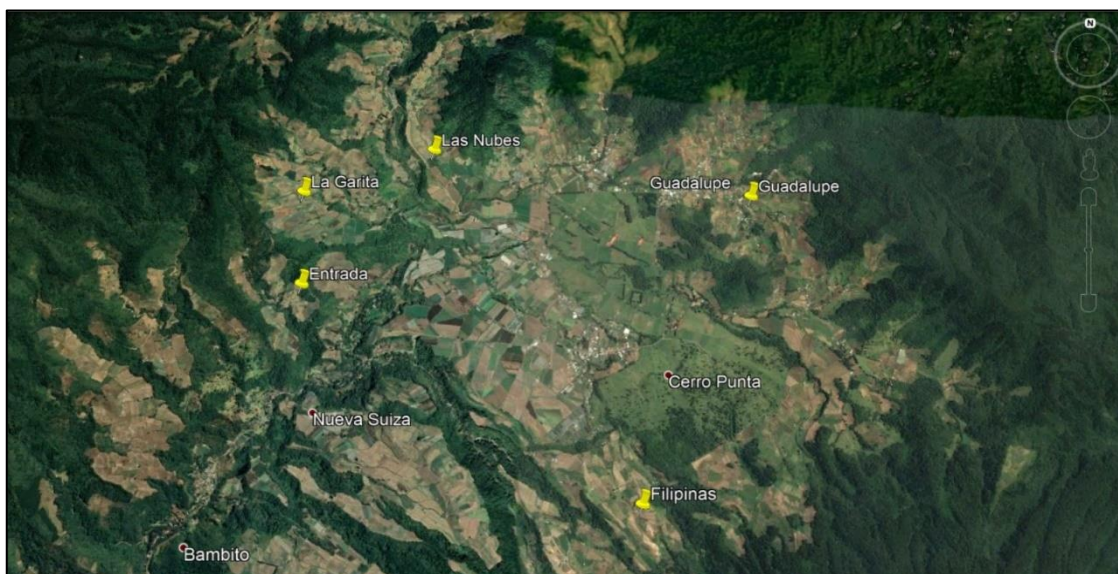 N
Las Nubes
La Garita
Guadalupe
Guadalupe
Entrada
Cerro Punta
Nueva Suiza
Filipinas
Bambito